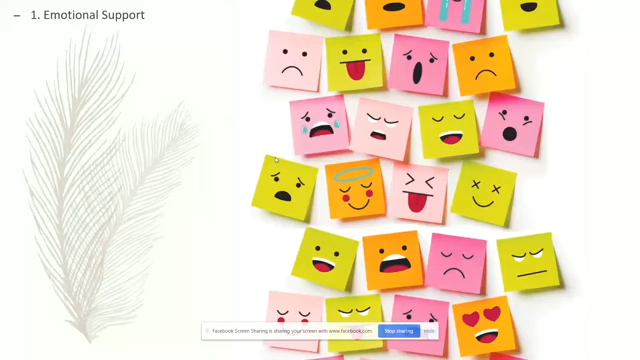 – 1. Emotional Support
Facebook Screen Sharing is sharing your screen with www.facebook.com. Stop sharing Hide